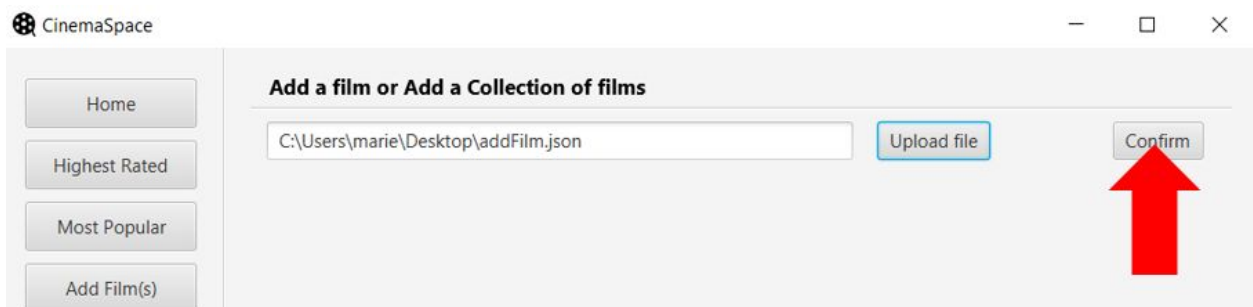 CinemaSpace
Home
Highest Rated
Most Popular
Add Film(s)
Add a film or Add a Collection of films
C:\Users\marie\Desktop\addFilm.json
Upload file
Confirm